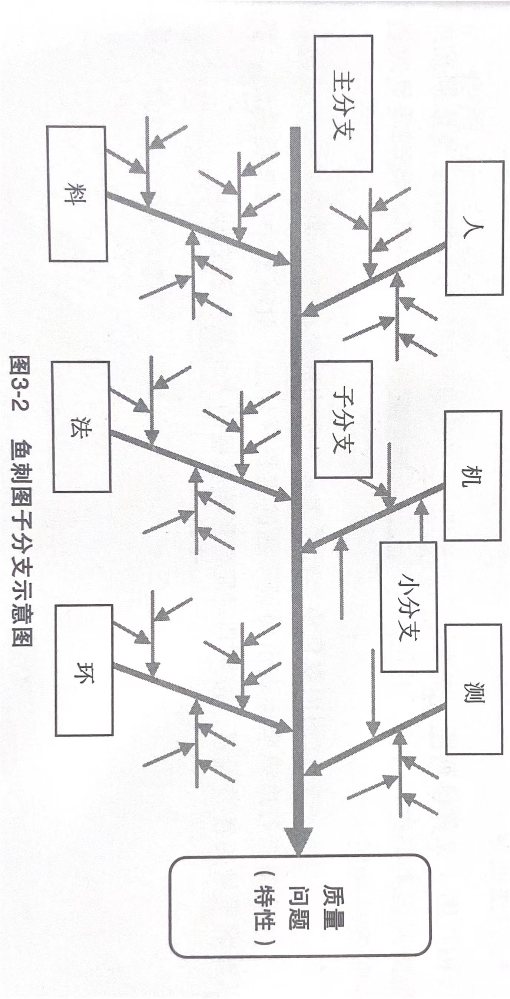 人
机
测
主分支
子分支
小分支
质量
问题
（特性）
料
法
环
图3-2 鱼刺图子分支示意图